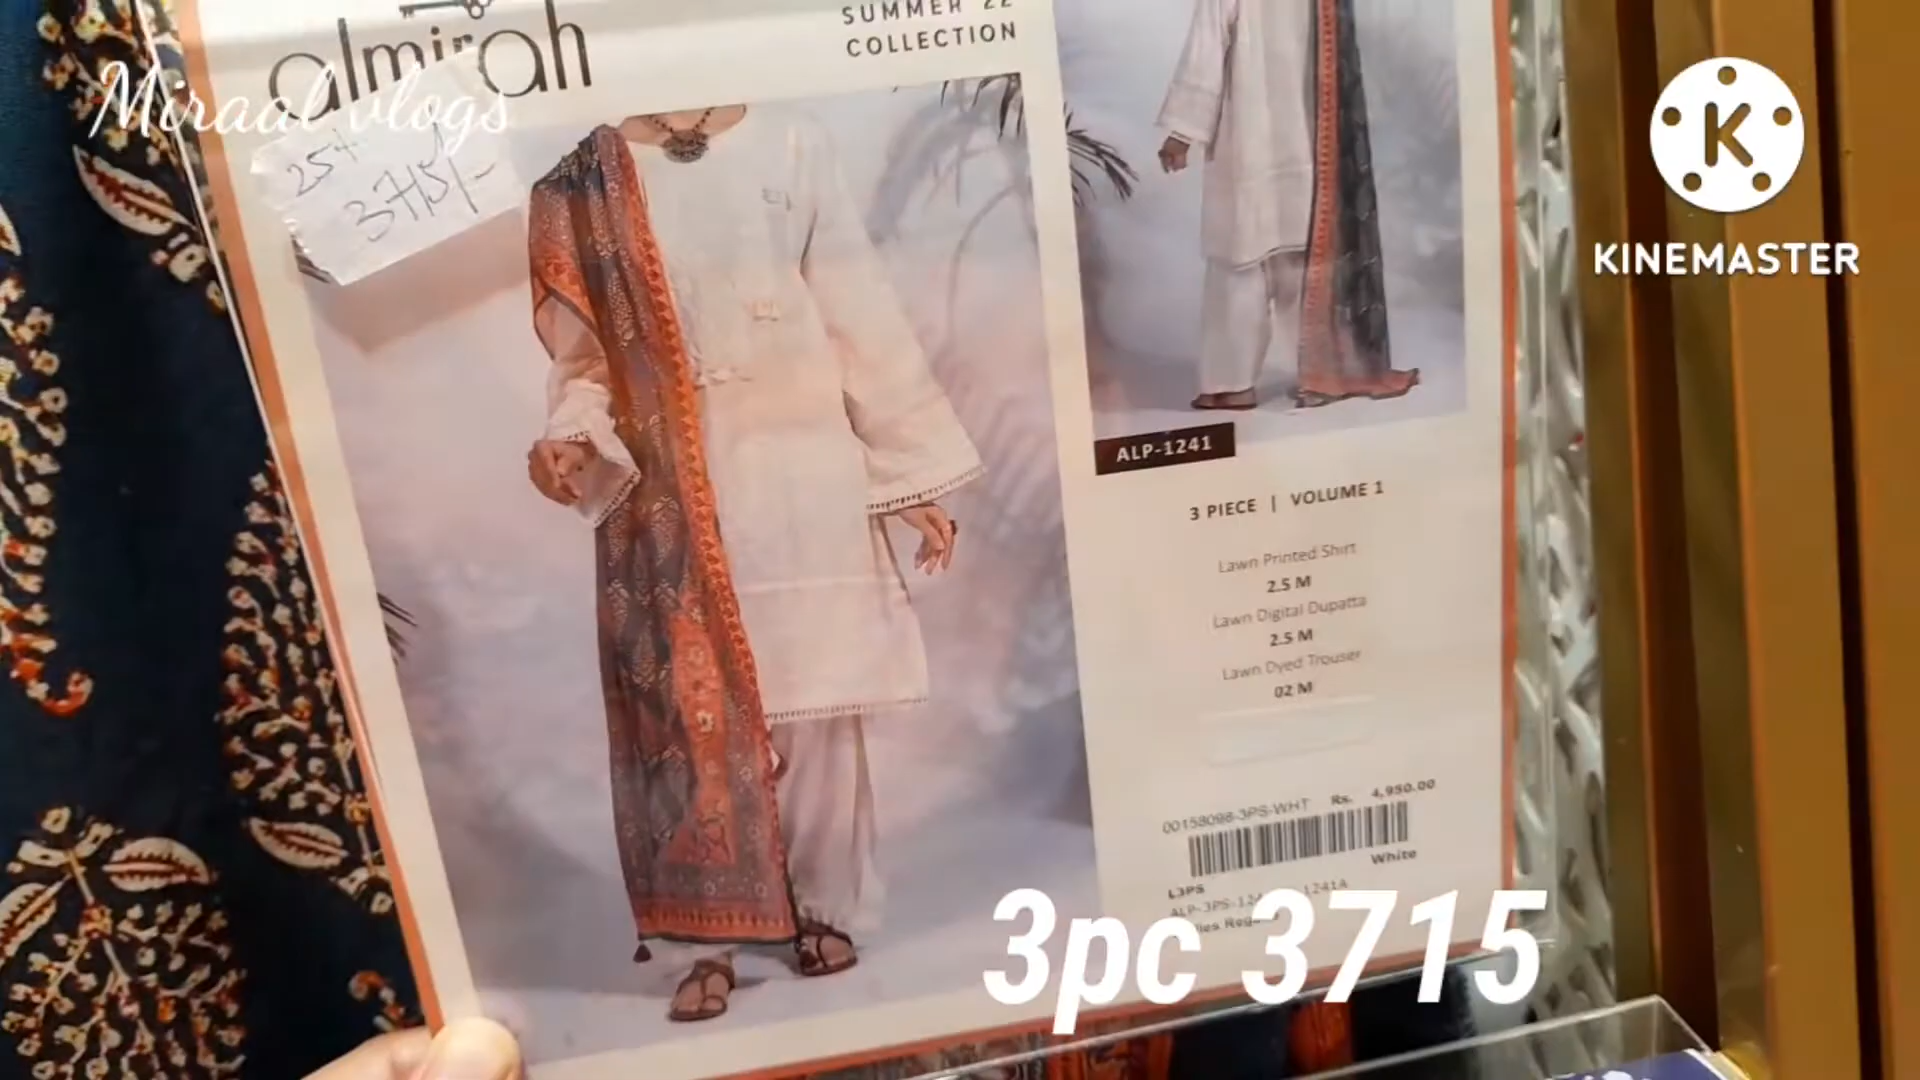 almirah
SUMMER 22
COLLECTION
Miraal vlogs
25+
3715/-
K
KINEMASTER
ALP-1241
3 PIECE | VOLUME 1
Lawn Printed Shirt
2.5 M
Lawn Digital Dupatta
2.5 M
Lawn Dyed Trouser
02 M
00158098-3PS-WHT Rs. 4,950.00
White
L3PS
3pc 3715